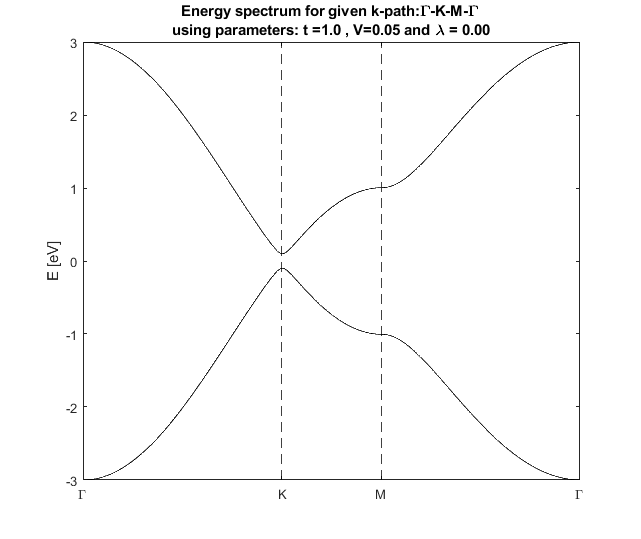 Energy spectrum for given k-path:Γ-K-M-Γ
using parameters: t =1.0 , V=0.05 and λ = 0.00
3
2
1
0
-1
-2
-3
E [eV]
Γ K M Γ